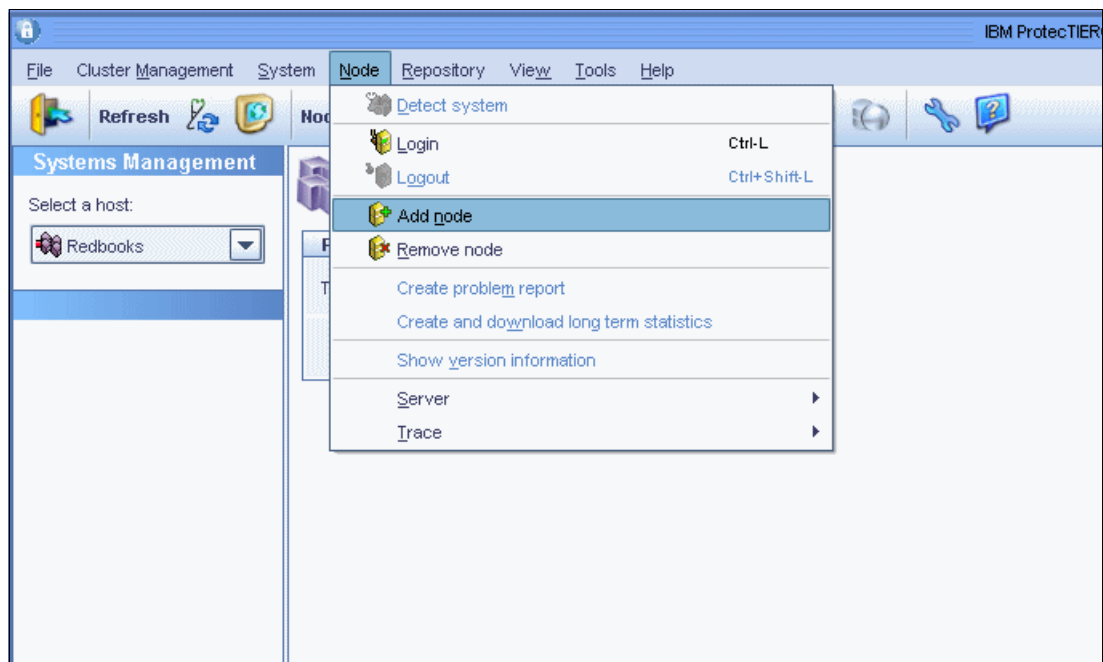 IBM ProtecTIER
File Cluster Management System Node Repository View Tools Help
Refresh
Detect system
Login Ctrl-L
Logout Ctrl+Shift-L
Add node
Remove node
Create problem report
Create and download long term statistics
Show version information
Server
Trace
Systems Management
Select a host:
Redbooks